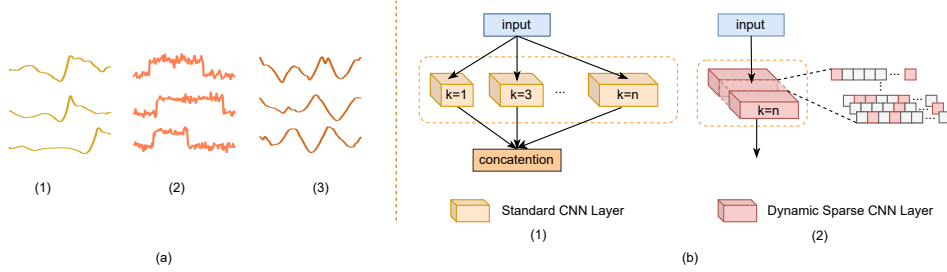 input
k=1
k=3
...
k=n
concatention
Standard CNN Layer
(1)
input
k=n
...
...
...
...
Dynamic Sparse CNN Layer
(2)
(b)
(1)
(2)
(3)
(a)